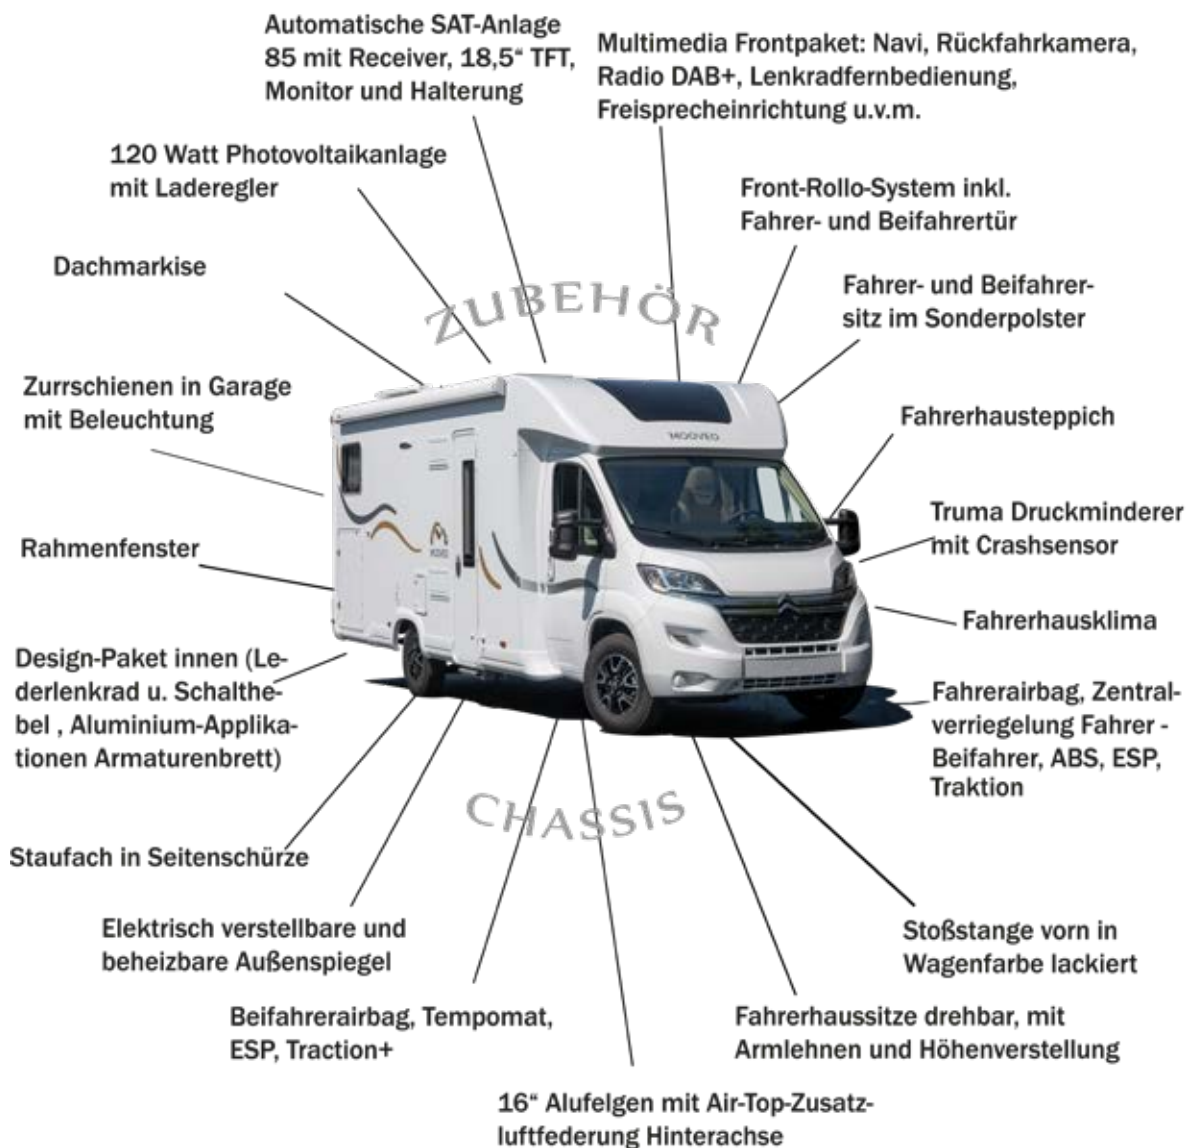 Automatische SAT-Anlage
85 mit Receiver, 18,5“ TFT,
Monitor und Halterung
Multimedia Frontpaket: Navi, Rückfahrkamera,
Radio DAB+, Lenkradfernbedienung,
Freisprecheinrichtung u.v.m.
120 Watt Photovoltaikanlage
mit Laderegler
Front-Rollo-System inkl.
Fahrer- und Beifahrertür
Dachmarkise
ZUBEHÖR
Fahrer- und Beifahrer-
sitz im Sonderpolster
Zurrschienen in Garage
mit Beleuchtung
Fahrerhausteppich
MOOVEO
MOOVEO
Truma Druckminderer
mit Crashsensor
Rahmenfenster
Fahrerhausklima
Design-Paket innen (Le-
derlenkrad u. Schalthe-
bel , Aluminium-Applika-
tionen Armaturenbrett)
Fahrerairbag, Zentral-
verriegelung Fahrer -
Beifahrer, ABS, ESP,
Traktion
CHASSIS
Staufach in Seitenschürze
Elektrisch verstellbare und
beheizbare Außenspiegel
Stoßstange vorn in
Wagenfarbe lackiert
Beifahrerairbag, Tempomat,
ESP, Traction+
Fahrerhaussitze drehbar, mit
Armlehnen und Höhenverstellung
16“ Alufelgen mit Air-Top-Zusatz-
luftfederung Hinterachse